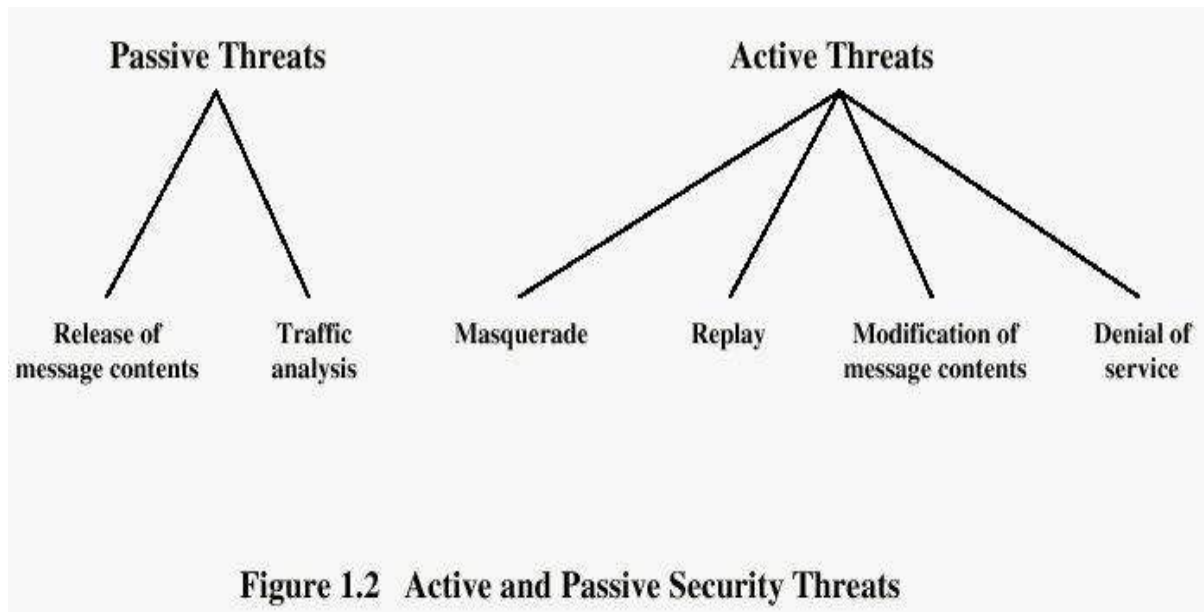 Passive Threats
Active Threats
Release of
message contents
Traffic
analysis
Masquerade
Replay
Modification of
message contents
Denial of
service
Figure 1.2 Active and Passive Security Threats